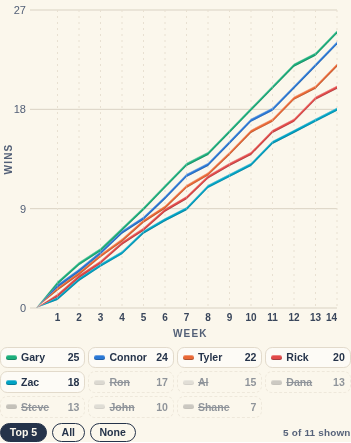 27
18
9
0
WINS
1 2 3 4 5 6 7 8 9 10 11 12 13 14
WEEK
Gary 25 Connor 24 Tyler 22 Rick 20
Zac 18 Ron 17 Al 15 Dana 13
Steve 13 John 10 Shane 7
Top 5 All None 5 of 11 shown